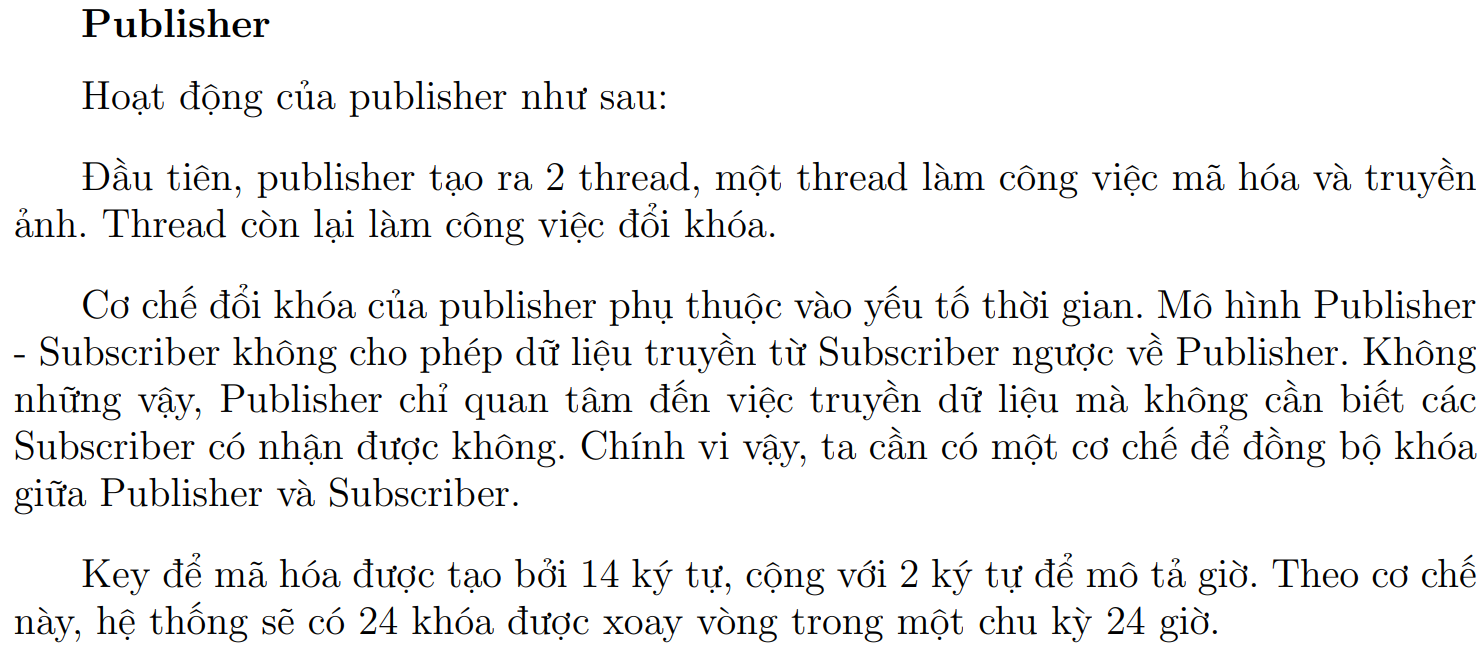 Publisher
Hoạt động của publisher như sau:
Đầu tiên, publisher tạo ra 2 thread, một thread làm công việc mã hóa và truyền
ảnh. Thread còn lại làm công việc đổi khóa.
Cơ chế đổi khóa của publisher phụ thuộc vào yếu tố thời gian. Mô hình Publisher
- Subscriber không cho phép dữ liệu truyền từ Subscriber ngược về Publisher. Không
những vậy, Publisher chỉ quan tâm đến việc truyền dữ liệu mà không cần biết các
Subscriber có nhận được không. Chính vi vậy, ta cần có một cơ chế để đồng bộ khóa
giữa Publisher và Subscriber.
Key để mã hóa được tạo bởi 14 ký tự, cộng với 2 ký tự để mô tả giờ. Theo cơ chế
này, hệ thống sẽ có 24 khóa được xoay vòng trong một chu kỳ 24 giờ.